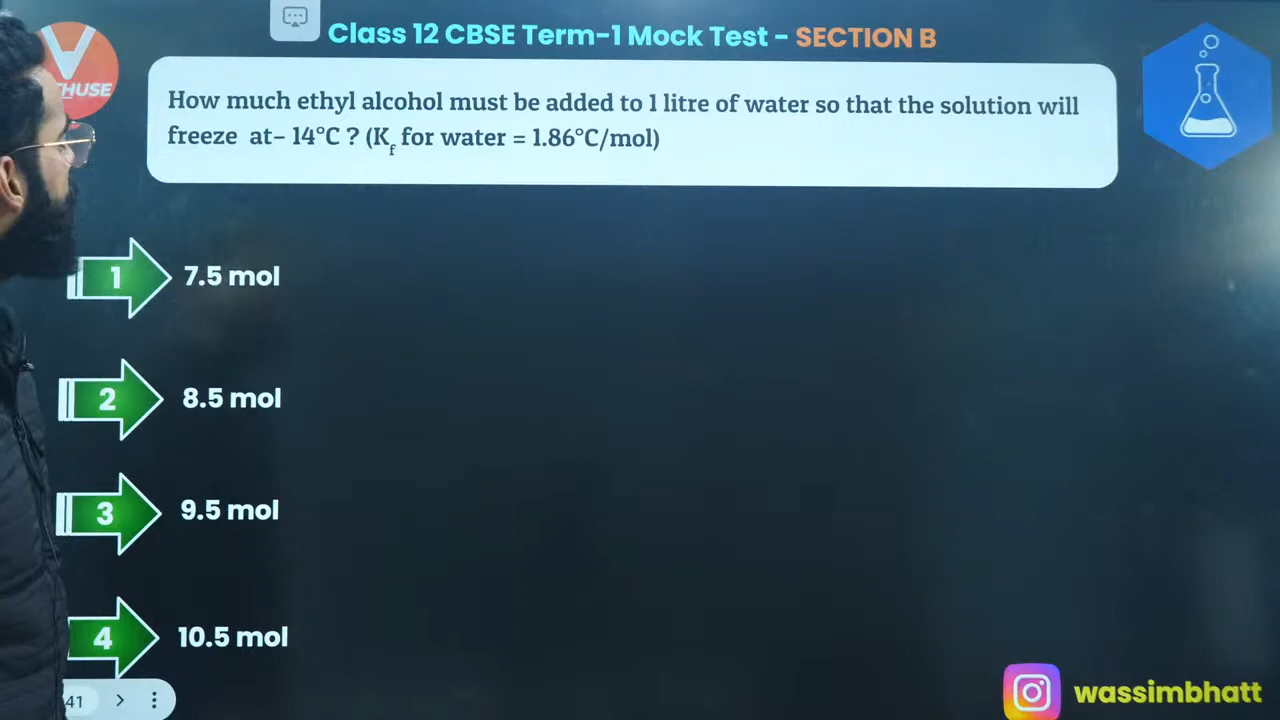 Class 12 CBSE Term-1 Mock Test - SECTION B
How much ethyl alcohol must be added to 1 litre of water so that the solution will
freeze at– 14°C ? (Kf for water = 1.86°C/mol)
1 7.5 mol
2 8.5 mol
3 9.5 mol
4 10.5 mol
41
wassimbhatt